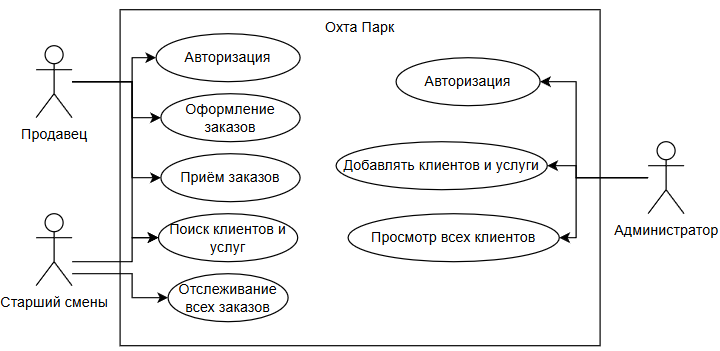 Охта Парк
Продавец
Старший смены
Авторизация
Оформление
заказов
Приём заказов
Поиск клиентов и
услуг
Отслеживание
всех заказов
Авторизация
Добавлять клиентов и услуги
Просмотр всех клиентов
Администратор